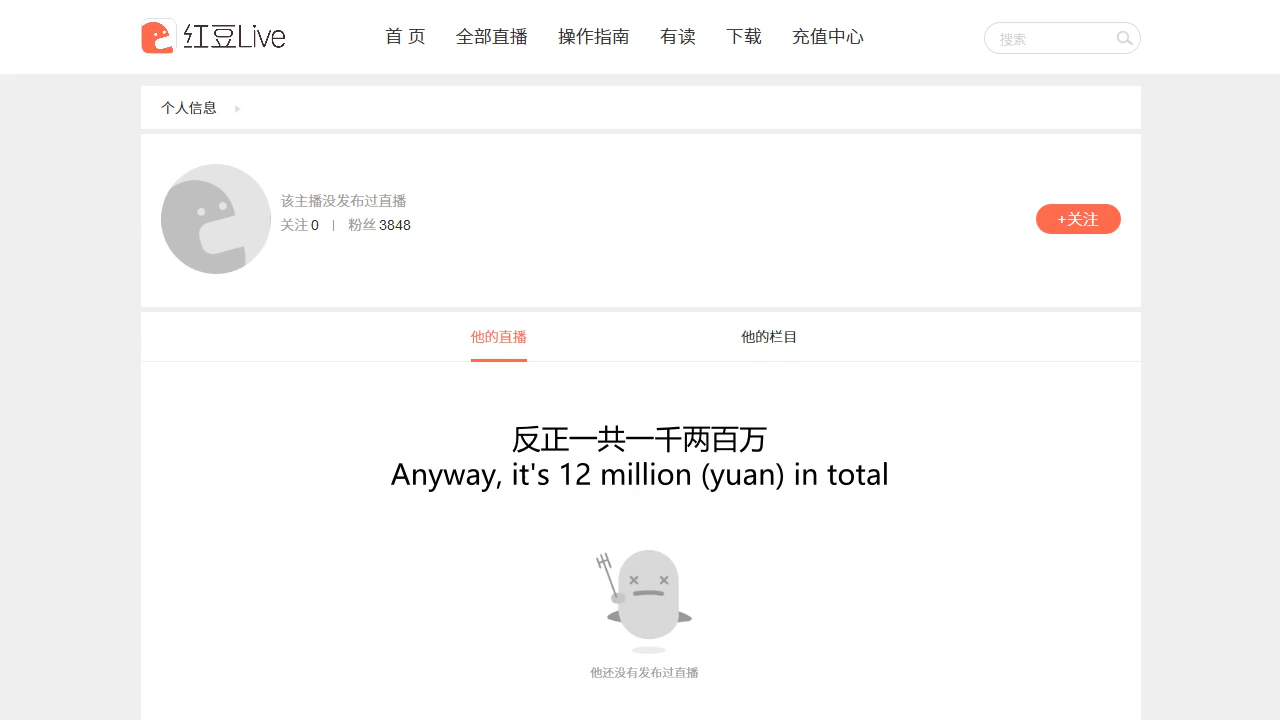 红豆Live
首 页 全部直播 操作指南 有读 下载 充值中心 搜索
个人信息
该主播没发布过直播
关注 0 | 粉丝 3848
+关注
他的直播 他的栏目
反正一共一千两百万
Anyway, it's 12 million (yuan) in total
他还没有发布过直播